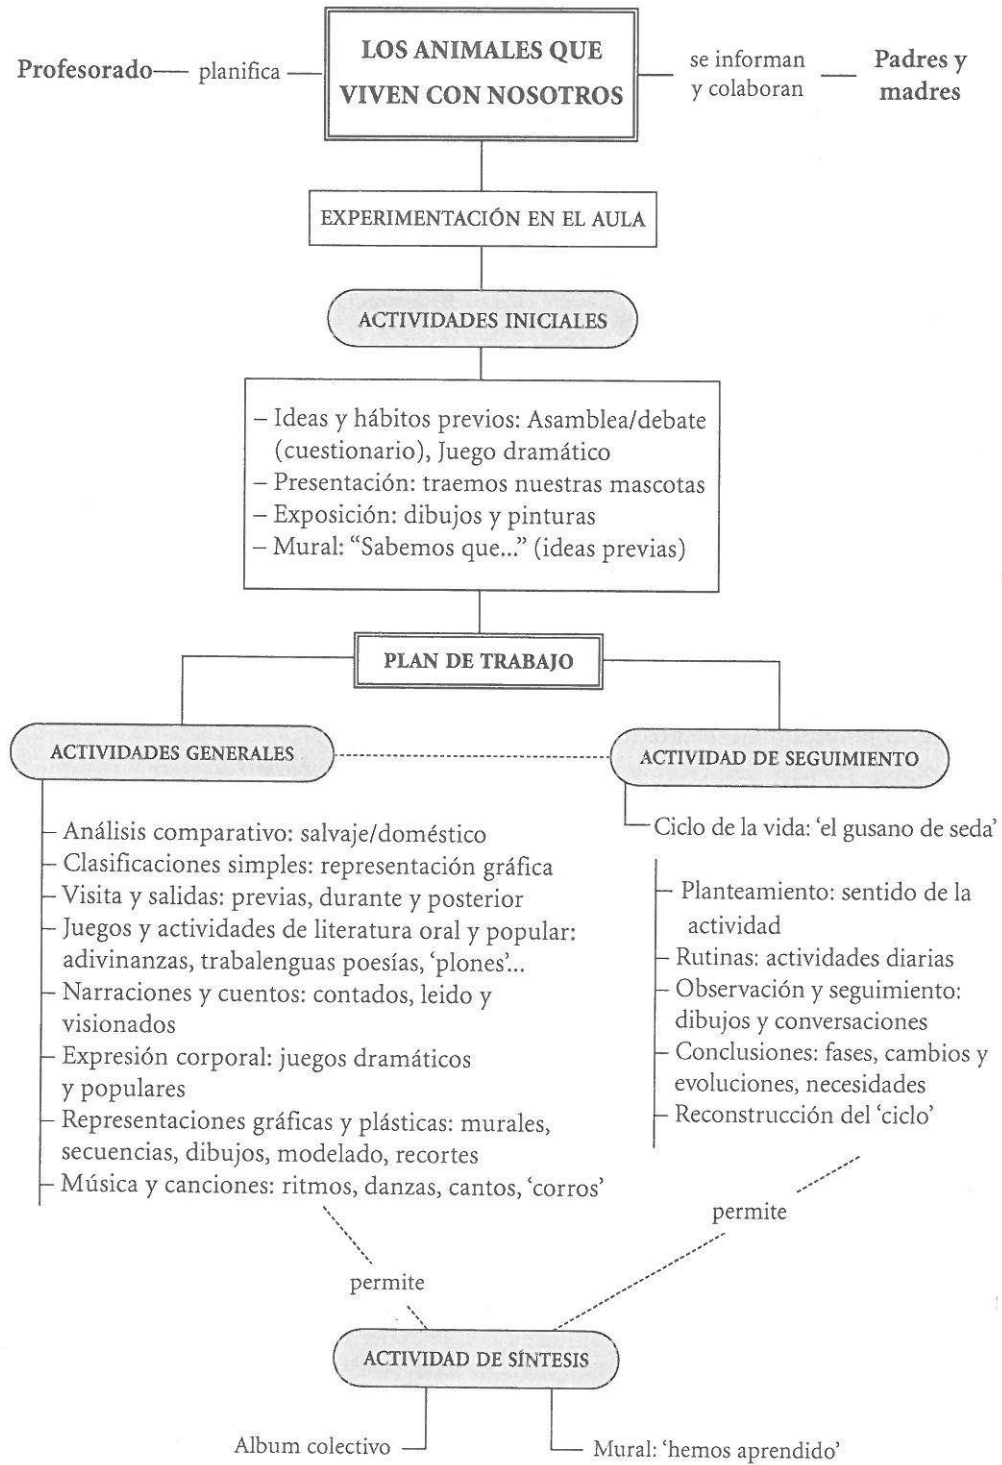 LOS ANIMALES QUE
VIVEN CON NOSOTROS
Profesorado
planifica
se informan
y colaboran
Padres y
madres
EXPERIMENTACIÓN EN EL AULA
ACTIVIDADES INICIALES
– Ideas y hábitos previos: Asamblea/debate
(cuestionario), Juego dramático
– Presentación: traemos nuestras mascotas
– Exposición: dibujos y pinturas
– Mural: “Sabemos que...” (ideas previas)
PLAN DE TRABAJO
ACTIVIDADES GENERALES
– Análisis comparativo: salvaje/doméstico
– Clasificaciones simples: representación gráfica
– Visita y salidas: previas, durante y posterior
– Juegos y actividades de literatura oral y popular:
adivinanzas, trabalenguas poesías, ‘plones’...
– Narraciones y cuentos: contados, leido y
visionados
– Expresión corporal: juegos dramáticos
y populares
– Representaciones gráficas y plásticas: murales,
secuencias, dibujos, modelado, recortes
– Música y canciones: ritmos, danzas, cantos, ‘corros’
ACTIVIDAD DE SEGUIMIENTO
Ciclo de la vida: ‘el gusano de seda’
– Planteamiento: sentido de la
actividad
– Rutinas: actividades diarias
– Observación y seguimiento:
dibujos y conversaciones
– Conclusiones: fases, cambios y
evoluciones, necesidades
– Reconstrucción del ‘ciclo’
permite
permite
ACTIVIDAD DE SÍNTESIS
Album colectivo
Mural: ‘hemos aprendido’